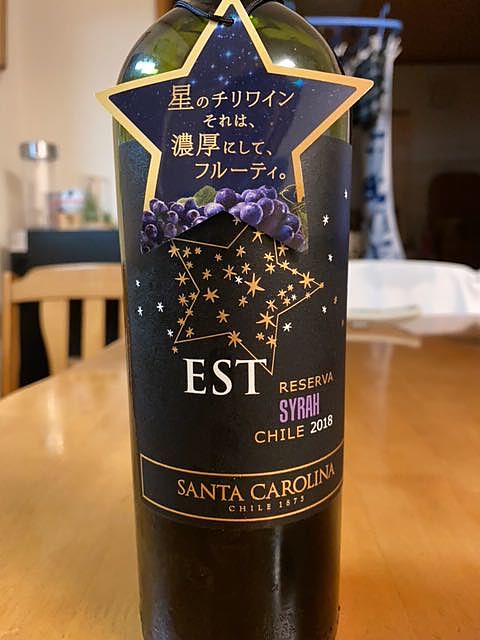 星のチリワイン
それは、
濃厚にして、
フルーティ。
EST
RESERVA
SYRAH
CHILE 2018
SANTA CAROLINA
CHILE 1875